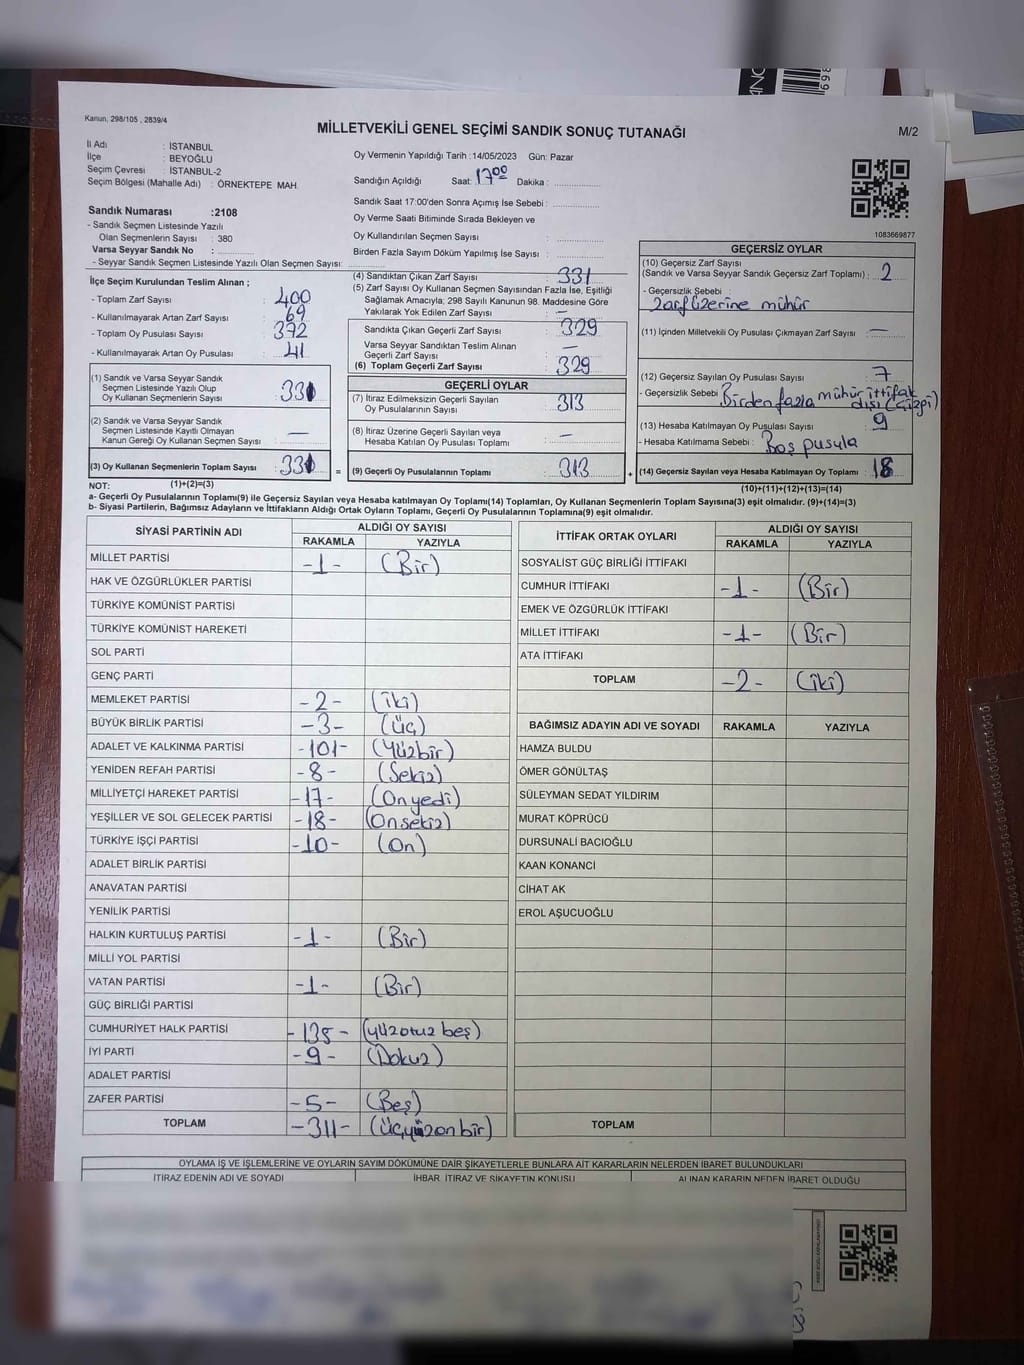 Kanun, 298/105 , 2839/4
MİLLETVEKİLİ GENEL SEÇİMİ SANDIK SONUÇ TUTANAĞI
M/2
İl Adı : İSTANBUL
İlçe : BEYOĞLU
Seçim Çevresi : İSTANBUL-2
Seçim Bölgesi (Mahalle Adı) : ÖRNEKTEPE MAH.
Sandık Numarası :2108
- Sandık Seçmen Listesinde Yazılı
Olan Seçmenlerin Sayısı : 380
Varsa Seyyar Sandık No :
- Seyyar Sandık Seçmen Listesinde Yazılı Olan Seçmen Sayısı:
Oy Vermenin Yapıldığı Tarih :14/05/2023 Gün: Pazar
Sandığın Açıldığı Saat: 17 00 Dakika :
Sandık Saat 17:00'den Sonra Açımış İse Sebebi :
Oy Verme Saati Bitiminde Sırada Bekleyen ve
Oy Kullandırılan Seçmen Sayısı :
Birden Fazla Sayım Döküm Yapılmış İse Sayısı :
1083669877
İlçe Seçim Kurulundan Teslim Alınan ;
- Toplam Zarf Sayısı : 400
- Kullanılmayarak Artan Zarf Sayısı : 69
- Toplam Oy Pusulası Sayısı : 372
- Kullanılmayarak Artan Oy Pusulası : 41
(4) Sandıktan Çıkan Zarf Sayısı : 331
(5) Zarf Sayısı Oy Kullanan Seçmen Sayısından Fazla İse, Eşitliği
Sağlamak Amacıyla; 298 Sayılı Kanunun 98. Maddesine Göre
Yakılarak Yok Edilen Zarf Sayısı : —
Sandıkta Çıkan Geçerli Zarf Sayısı : 329
Varsa Seyyar Sandıktan Teslim Alınan
Geçerli Zarf Sayısı : —
(6) Toplam Geçerli Zarf Sayısı : 329
GEÇERSİZ OYLAR
(10) Geçersiz Zarf Sayısı
(Sandık ve Varsa Seyyar Sandık Geçersiz Zarf Toplamı) : 2
- Geçersizlik Sebebi :
Zarf üzerine mühür
(11) İçinden Milletvekili Oy Pusulası Çıkmayan Zarf Sayısı : —
(12) Geçersiz Sayılan Oy Pusulası Sayısı : 7
- Geçersizlik Sebebi : Birden fazla mühür ittifak
dışı (çizgi)
(13) Hesaba Katılmayan Oy Pusulası Sayısı : 9
- Hesaba Katılmama Sebebi : Boş pusula
(14) Geçersiz Sayılan veya Hesaba Katılmayan Oy Toplamı : 18
(10)+(11)+(12)+(13)=(14)
(1) Sandık ve Varsa Seyyar Sandık
Seçmen Listesinde Yazılı Olup
Oy Kullanan Seçmenlerin Sayısı : 331
(2) Sandık ve Varsa Seyyar Sandık
Seçmen Listesinde Kayıtlı Olmayan
Kanun Gereği Oy Kullanan Seçmen Sayısı : —
(3) Oy Kullanan Seçmenlerin Toplam Sayısı : 331 =
(1)+(2)=(3)
GEÇERLİ OYLAR
(7) İtiraz Edilmeksizin Geçerli Sayılan
Oy Pusulalarının Sayısı : 313
(8) İtiraz Üzerine Geçerli Sayılan veya
Hesaba Katılan Oy Pusulası Toplamı : —
(9) Geçerli Oy Pusulalarının Toplamı : 313 +
NOT:
a- Geçerli Oy Pusulalarının Toplamı(9) ile Geçersiz Sayılan veya Hesaba katılmayan Oy Toplamı(14) Toplamları, Oy Kullanan Seçmenlerin Toplam Sayısına(3) eşit olmalıdır. (9)+(14)=(3)
b- Siyasi Partilerin, Bağımsız Adayların ve İttifakların Aldığı Ortak Oyların Toplamı, Geçerli Oy Pusulalarının Toplamına(9) eşit olmalıdır.
SİYASİ PARTİNİN ADI ALDIĞI OY SAYISI
RAKAMLA YAZIYLA
MİLLET PARTİSİ -1- (Bir)
HAK VE ÖZGÜRLÜKLER PARTİSİ
TÜRKİYE KOMÜNİST PARTİSİ
TÜRKİYE KOMÜNİST HAREKETİ
SOL PARTİ
GENÇ PARTİ
MEMLEKET PARTİSİ -2- (iki)
BÜYÜK BİRLİK PARTİSİ -3- (üç)
ADALET VE KALKINMA PARTİSİ -101- (Yüzbir)
YENİDEN REFAH PARTİSİ -8- (Sekiz)
MİLLİYETÇİ HAREKET PARTİSİ -17- (Onyedi)
YEŞİLLER VE SOL GELECEK PARTİSİ -18- (Onsekiz)
TÜRKİYE İŞÇİ PARTİSİ -10- (On)
ADALET BİRLİK PARTİSİ
ANAVATAN PARTİSİ
YENİLİK PARTİSİ
HALKIN KURTULUŞ PARTİSİ -1- (Bir)
MİLLİ YOL PARTİSİ
VATAN PARTİSİ -1- (Bir)
GÜÇ BİRLİĞİ PARTİSİ
CUMHURİYET HALK PARTİSİ -135- (yüzotuz beş)
İYİ PARTİ -9- (Dokuz)
ADALET PARTİSİ
ZAFER PARTİSİ -5- (Beş)
TOPLAM -311- (üçyüzonbir)
İTTİFAK ORTAK OYLARI ALDIĞI OY SAYISI
RAKAMLA YAZIYLA
SOSYALİST GÜÇ BİRLİĞİ İTTİFAKI
CUMHUR İTTİFAKI -1- (Bir)
EMEK VE ÖZGÜRLÜK İTTİFAKI
MİLLET İTTİFAKI -1- (Bir)
ATA İTTİFAKI
TOPLAM -2- (iki)
BAĞIMSIZ ADAYIN ADI VE SOYADI RAKAMLA YAZIYLA
HAMZA BULDU
ÖMER GÖNÜLTAŞ
SÜLEYMAN SEDAT YILDIRIM
MURAT KÖPRÜCÜ
DURSUNALİ BACIOĞLU
KAAN KONANCİ
CİHAT AK
EROL AŞUCUOĞLU
TOPLAM
OYLAMA İŞ VE İŞLEMLERİNE VE OYLARIN SAYIM DÖKÜMÜNE DAİR ŞİKAYETLERLE BUNLARA AİT KARARLARIN NELERDEN İBARET BULUNDUKLARI
İTİRAZ EDENİN ADI VE SOYADI İHBAR, İTİRAZ VE ŞİKAYETİN KONUSU ALINAN KARARIN NEDEN İBARET OLDUĞU